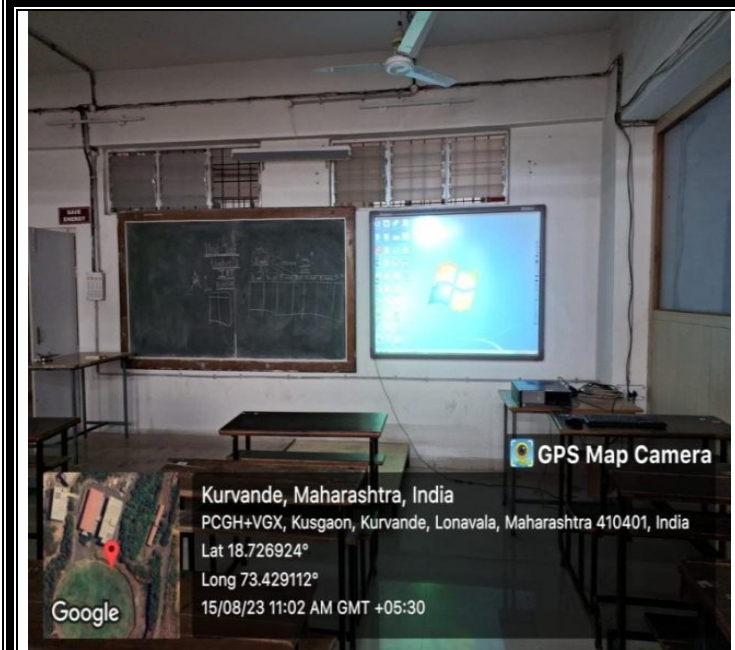 SAVE
ENERGY
GPS Map Camera
Kurvande, Maharashtra, India
PCGH+VGX, Kusgaon, Kurvande, Lonavala, Maharashtra 410401, India
Lat 18.726924°
Long 73.429112°
15/08/23 11:02 AM GMT +05:30
Google